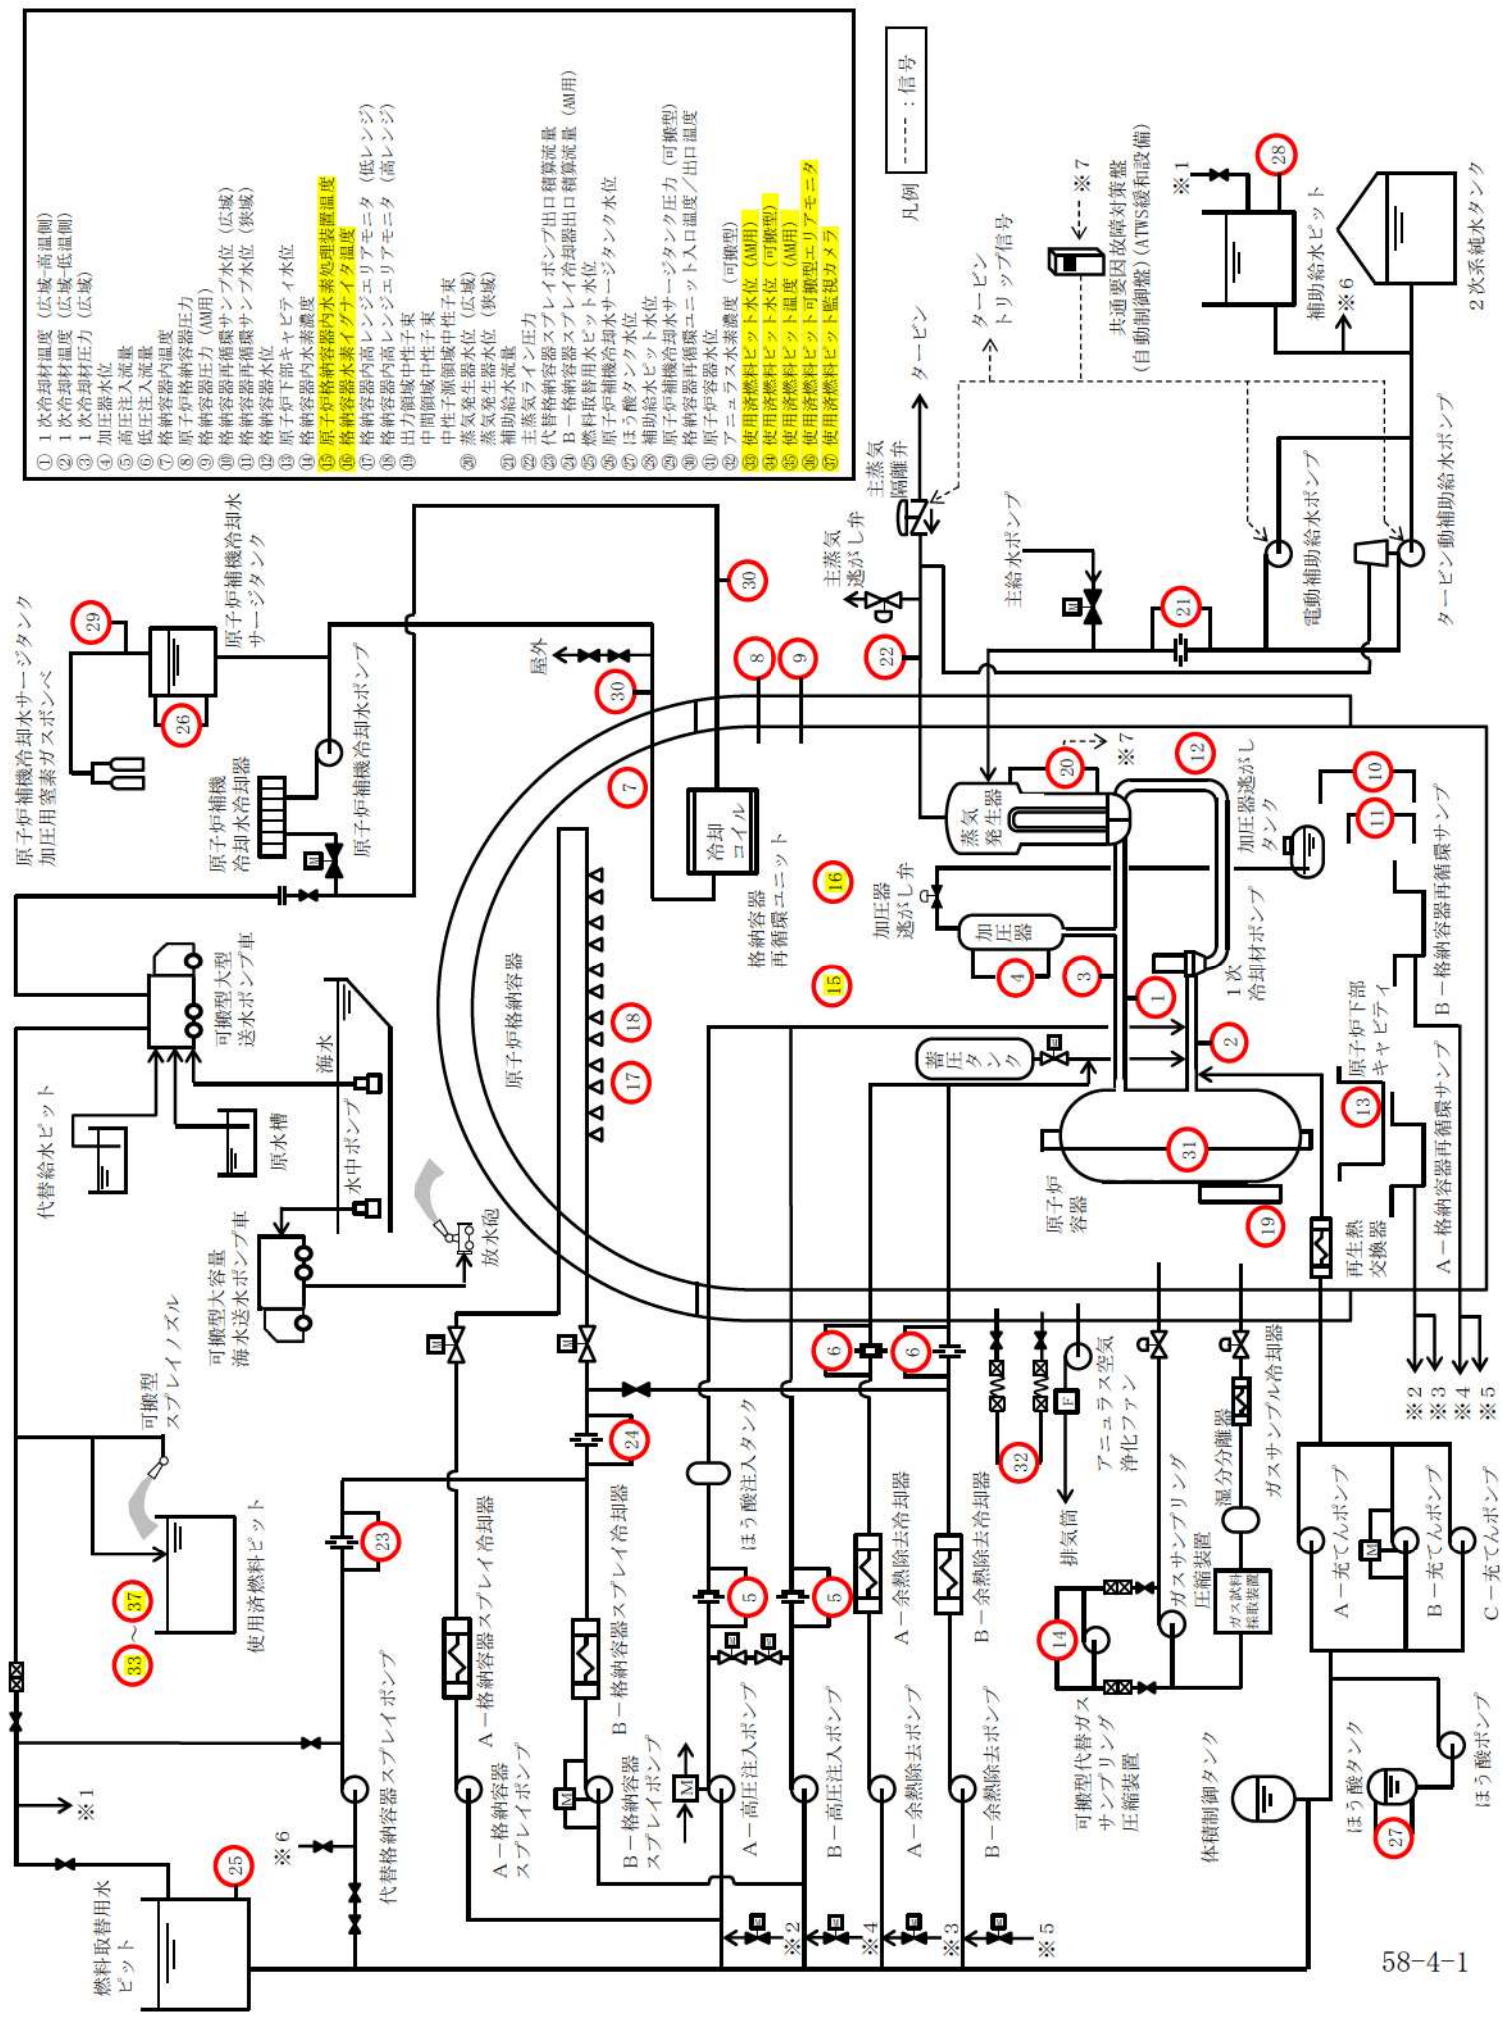 ① 1次冷却材温度 (広域-高温側)
② 1次冷却材温度 (広域-低温側)
③ 1次冷却材圧力 (広域)
④ 加圧器水位
⑤ 高圧注入流量
⑥ 低圧注入流量
⑦ 格納容器内温度
⑧ 原子炉格納容器圧力
⑨ 格納容器圧力 (AM用)
⑩ 格納容器再循環サンプ水位 (広域)
⑪ 格納容器再循環サンプ水位 (狭域)
⑫ 格納容器水位
⑬ 原子炉下部キャビティ水位
⑭ 格納容器内水素濃度
⑮ 原子炉格納容器内水素処理装置温度
⑯ 格納容器水素イグナイタ温度
⑰ 格納容器内高レンジエリアモニタ (低レンジ)
⑱ 格納容器内高レンジエリアモニタ (高レンジ)
⑲ 出力領域中性子束
中間領域中性子束
中性子源領域中性子束
⑳ 蒸気発生器水位 (広域)
蒸気発生器水位 (狭域)
㉑ 補助給水流量
㉒ 主蒸気ライン圧力
㉓ 代替格納容器スプレイポンプ出口積算流量
㉔ B-格納容器スプレイ冷却器出口積算流量 (AM用)
㉕ 燃料取替用水ピット水位
㉖ 原子炉補機冷却水サージタンク水位
㉗ ほう酸タンク水位
㉘ 補助給水ピット水位
㉙ 原子炉補機冷却水サージタンク圧力 (可搬型)
㉚ 格納容器再循環ユニット入口温度/出口温度
㉛ 原子炉容器水位
㉜ アニュラス水素濃度 (可搬型)
㉝ 使用済燃料ピット水位 (AM用)
㉞ 使用済燃料ピット水位 (可搬型)
㉟ 使用済燃料ピット温度 (AM用)
㊱ 使用済燃料ピット可搬型エリアモニタ
㊲ 使用済燃料ピット監視カメラ
凡例
----:信号
原子炉補機冷却水サージタンク
加圧用窒素ガスボンベ
29
26
原子炉補機冷却水
サージタンク
原子炉補機
冷却水冷却器
M
原子炉補機冷却水ポンプ
可搬型大型
送水ポンプ車
代替給水ピット
原水槽
海水
水中ポンプ
可搬型大容量
海水送水ポンプ車
放水砲
可搬型
スプレイノズル
33
~
37
使用済燃料ピット
※1
25
燃料取替用水
ピット
※6
代替格納容器スプレイポンプ
23
24
A-格納容器スプレイ冷却器
A-格納容器
スプレイポンプ
B-格納容器スプレイ冷却器
B-格納容器
スプレイポンプ
M
M
M
M
屋外
30
30
7
8
9
冷却
コイル
格納容器
再循環ユニット
原子炉格納容器
17
18
15
16
主蒸気
逃がし弁
22
主蒸気
隔離弁
タービン
タービン
トリップ信号
※7
共通要因故障対策盤
(自動制御盤)(ATWS緩和設備)
※1
28
補助給水ピット
※6
2次系純水タンク
主給水ポンプ
M
21
電動補助給水ポンプ
タービン動補助給水ポンプ
蒸気
発生器
20
※7
12
加圧器
逃がし弁
加圧器
4
3
1
2
加圧器逃がし
タンク
1次
冷却材ポンプ
蓄圧タンク
10
11
B-格納容器再循環サンプ
原子炉下部
キャビティ
13
A-格納容器再循環サンプ
原子炉
容器
31
19
再生熱
交換器
※2
※3
※4
※5
ほう酸注入タンク
5
5
6
6
A-高圧注入ポンプ
B-高圧注入ポンプ
A-余熱除去冷却器
B-余熱除去冷却器
A-余熱除去ポンプ
B-余熱除去ポンプ
※2
※4
※3
※5
32
F
アニュラス空気
浄化ファン
排気筒
14
可搬型代替ガス
サンプリング
圧縮装置
ガスサンプリング
圧縮装置
湿分分離器
ガスサンプル冷却器
ガス試料
採取装置
A-充てんポンプ
M
B-充てんポンプ
C-充てんポンプ
体積制御タンク
ほう酸タンク
27
ほう酸ポンプ
58-4-1